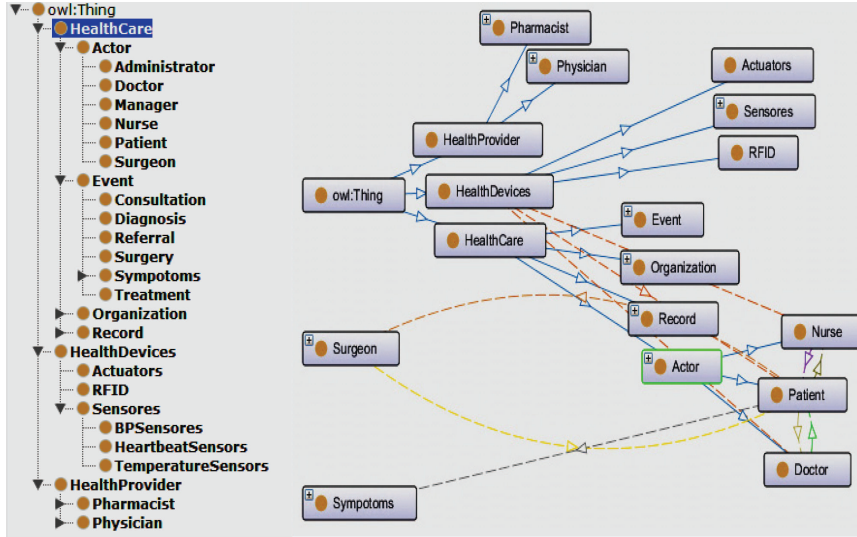 owl:Thing
HealthCare
Actor
Administrator
Doctor
Manager
Nurse
Patient
Surgeon
Event
Consultation
Diagnosis
Referral
Surgery
Sympotoms
Treatment
Organization
Record
HealthDevices
Actuators
RFID
Sensores
BPSensores
HeartbeatSensors
TemperatureSensors
HealthProvider
Pharmacist
Physician
Pharmacist
Physician
Actuators
Sensores
HealthProvider
RFID
owl:Thing
HealthDevices
Event
HealthCare
Organization
Record
Nurse
Surgeon
Actor
Patient
Doctor
Sympotoms